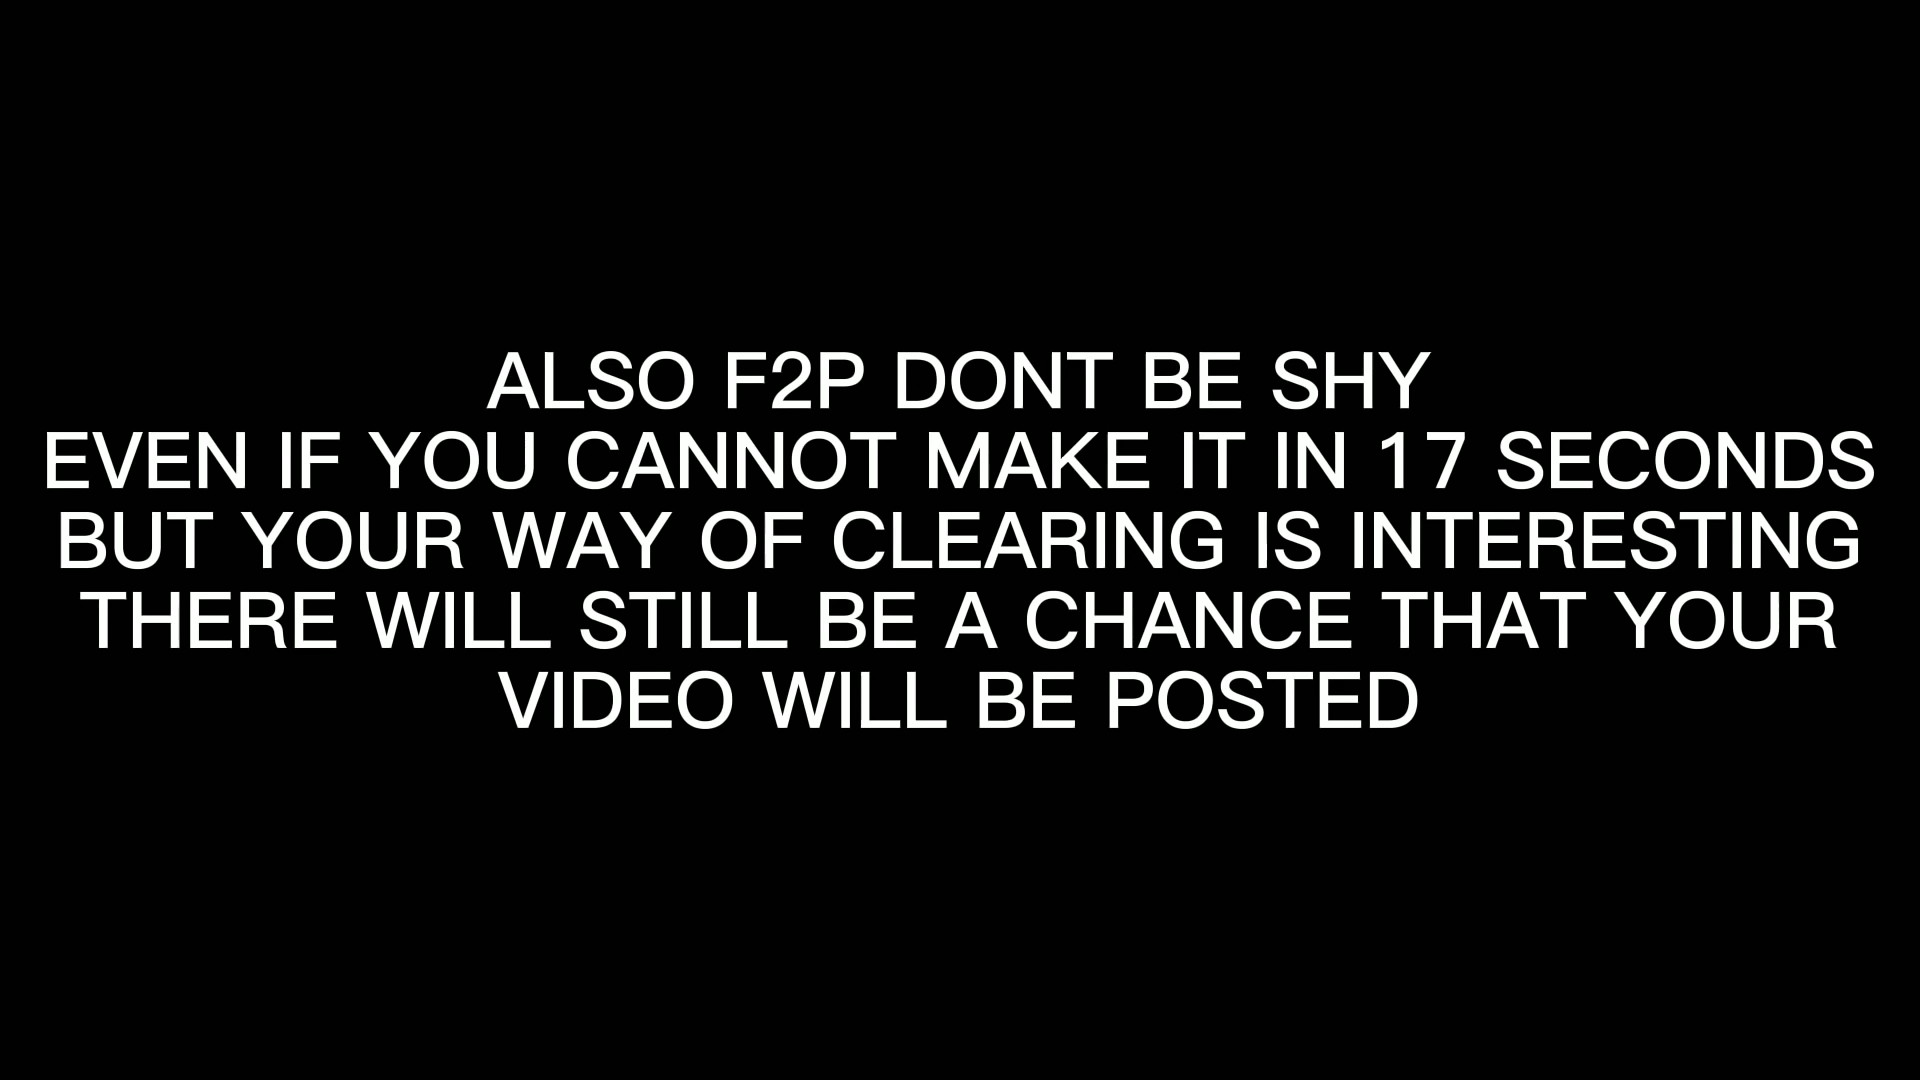 ALSO F2P DONT BE SHY
EVEN IF YOU CANNOT MAKE IT IN 17 SECONDS
BUT YOUR WAY OF CLEARING IS INTERESTING
THERE WILL STILL BE A CHANCE THAT YOUR
VIDEO WILL BE POSTED